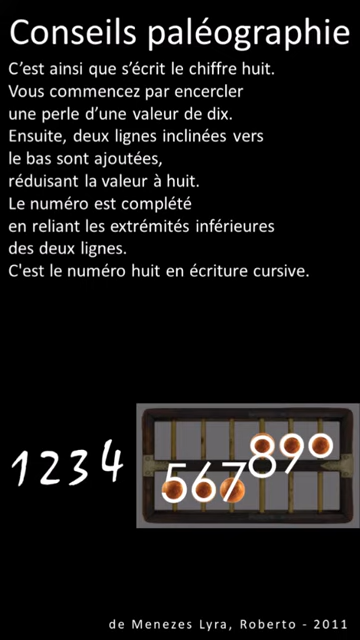 Conseils paléographie
C’est ainsi que s’écrit le chiffre huit.
Vous commencez par encercler
une perle d’une valeur de dix.
Ensuite, deux lignes inclinées vers
le bas sont ajoutées,
réduisant la valeur à huit.
Le numéro est complété
en reliant les extrémités inférieures
des deux lignes.
C'est le numéro huit en écriture cursive.
1234 567 890
de Menezes Lyra, Roberto - 2011